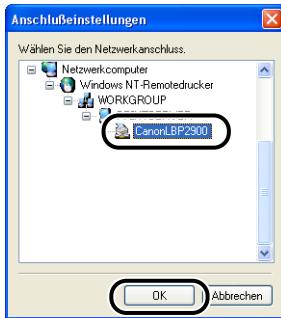 Anschlußeinstellungen
Wählen Sie den Netzwerkanschluss.
Netzwerkcomputer
Windows NT-Remotedrucker
WORKGROUP
CanonLBP2900
OK
Abbrechen